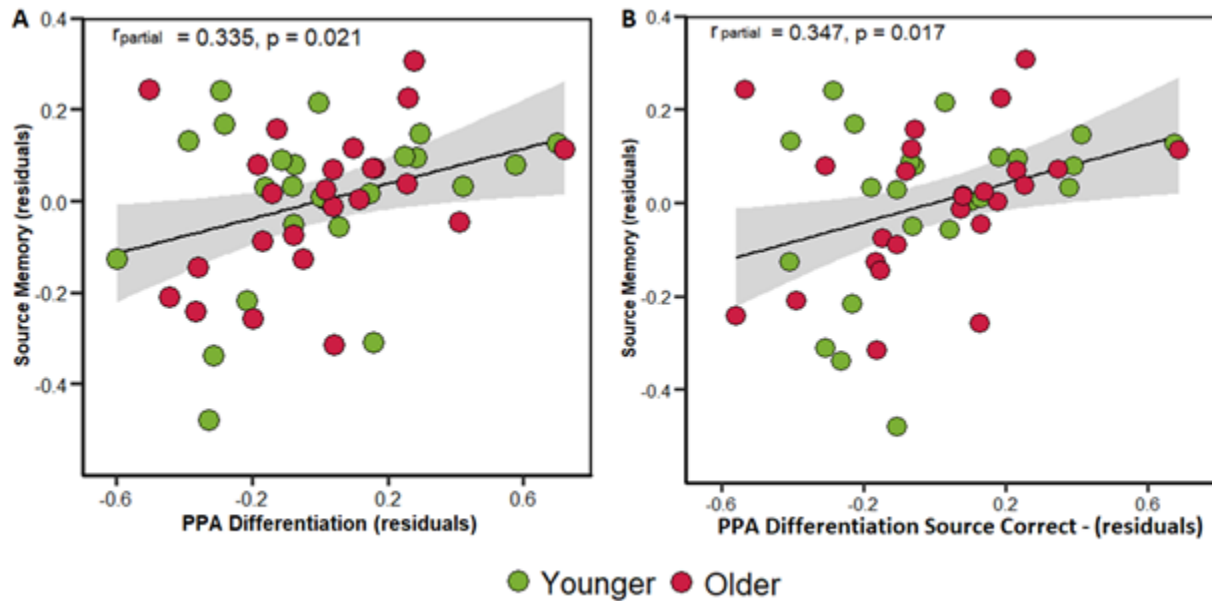 A
r partial = 0.335, p = 0.021
0.4
0.2
0.0
-0.2
-0.4
Source Memory (residuals)
-0.6
-0.2
0.2
0.6
PPA Differentiation (residuals)
B
r partial = 0.347, p = 0.017
0.4
0.2
0.0
-0.2
-0.4
Source Memory (residuals)
-0.6
-0.2
0.2
0.6
PPA Differentiation Source Correct - (residuals)
Younger
Older